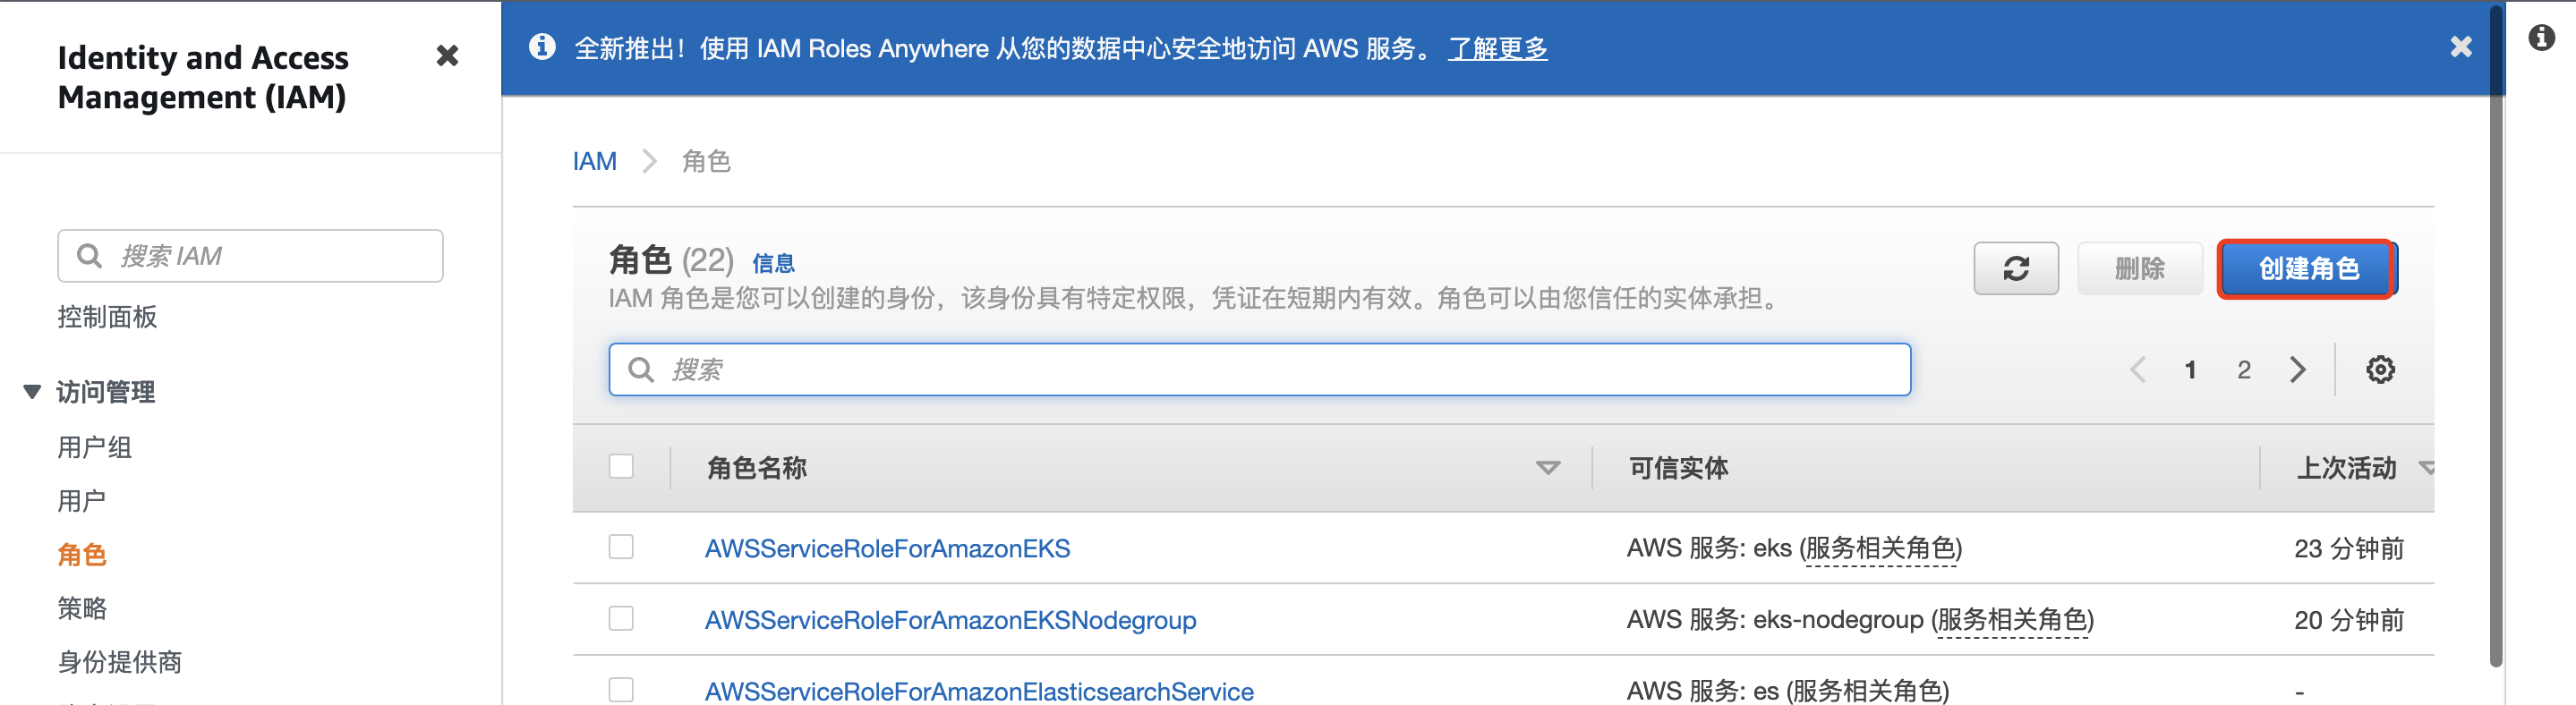 Identity and Access
Management (IAM)
搜索 IAM
控制面板
访问管理
用户组
用户
角色
策略
身份提供商
全新推出！使用 IAM Roles Anywhere 从您的数据中心安全地访问 AWS 服务。 了解更多
IAM 角色
角色 (22) 信息
IAM 角色是您可以创建的身份，该身份具有特定权限，凭证在短期内有效。角色可以由您信任的实体承担。
删除
创建角色
搜索
1 2
角色名称 可信实体 上次活动
AWSServiceRoleForAmazonEKS AWS 服务: eks (服务相关角色) 23 分钟前
AWSServiceRoleForAmazonEKSNodegroup AWS 服务: eks-nodegroup (服务相关角色) 20 分钟前
AWSServiceRoleForAmazonElasticsearchService AWS 服务: es (服务相关角色) -